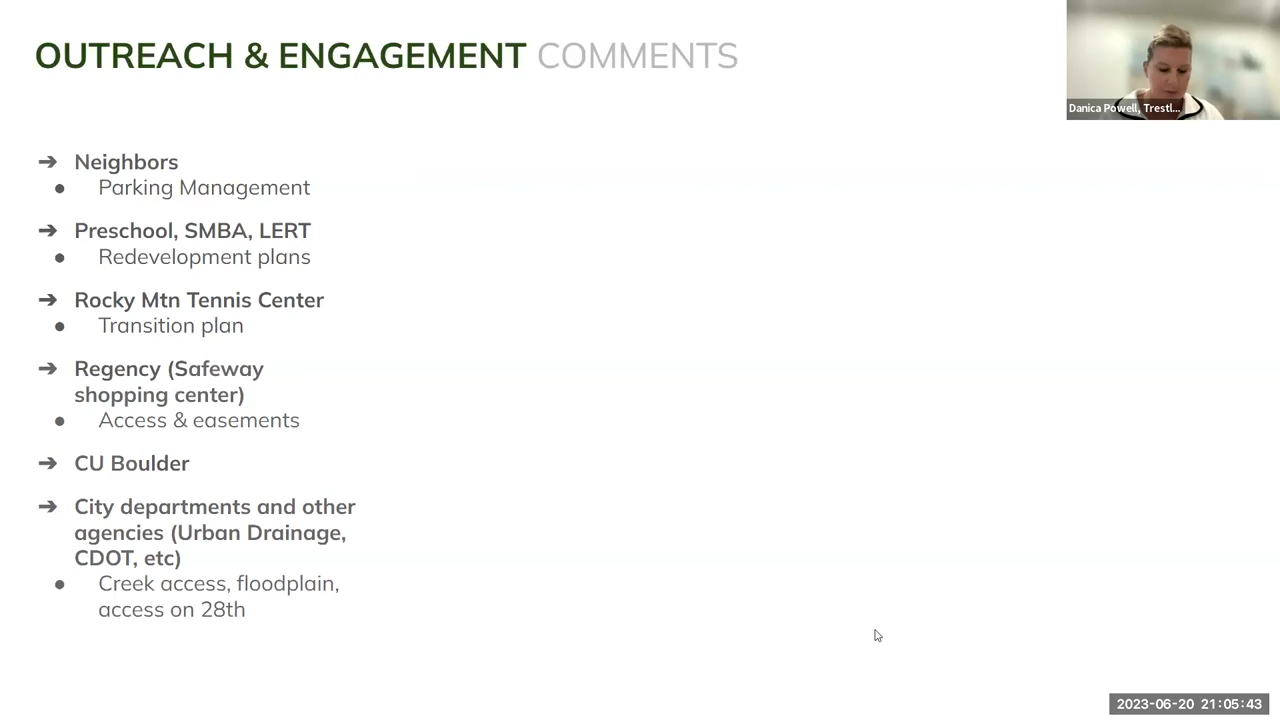 OUTREACH & ENGAGEMENT COMMENTS
Danica Powell, Trestl...
➔ Neighbors
● Parking Management
➔ Preschool, SMBA, LERT
● Redevelopment plans
➔ Rocky Mtn Tennis Center
● Transition plan
➔ Regency (Safeway
shopping center)
● Access & easements
➔ CU Boulder
➔ City departments and other
agencies (Urban Drainage,
CDOT, etc)
● Creek access, floodplain,
access on 28th
2023-06-20 21:05:43